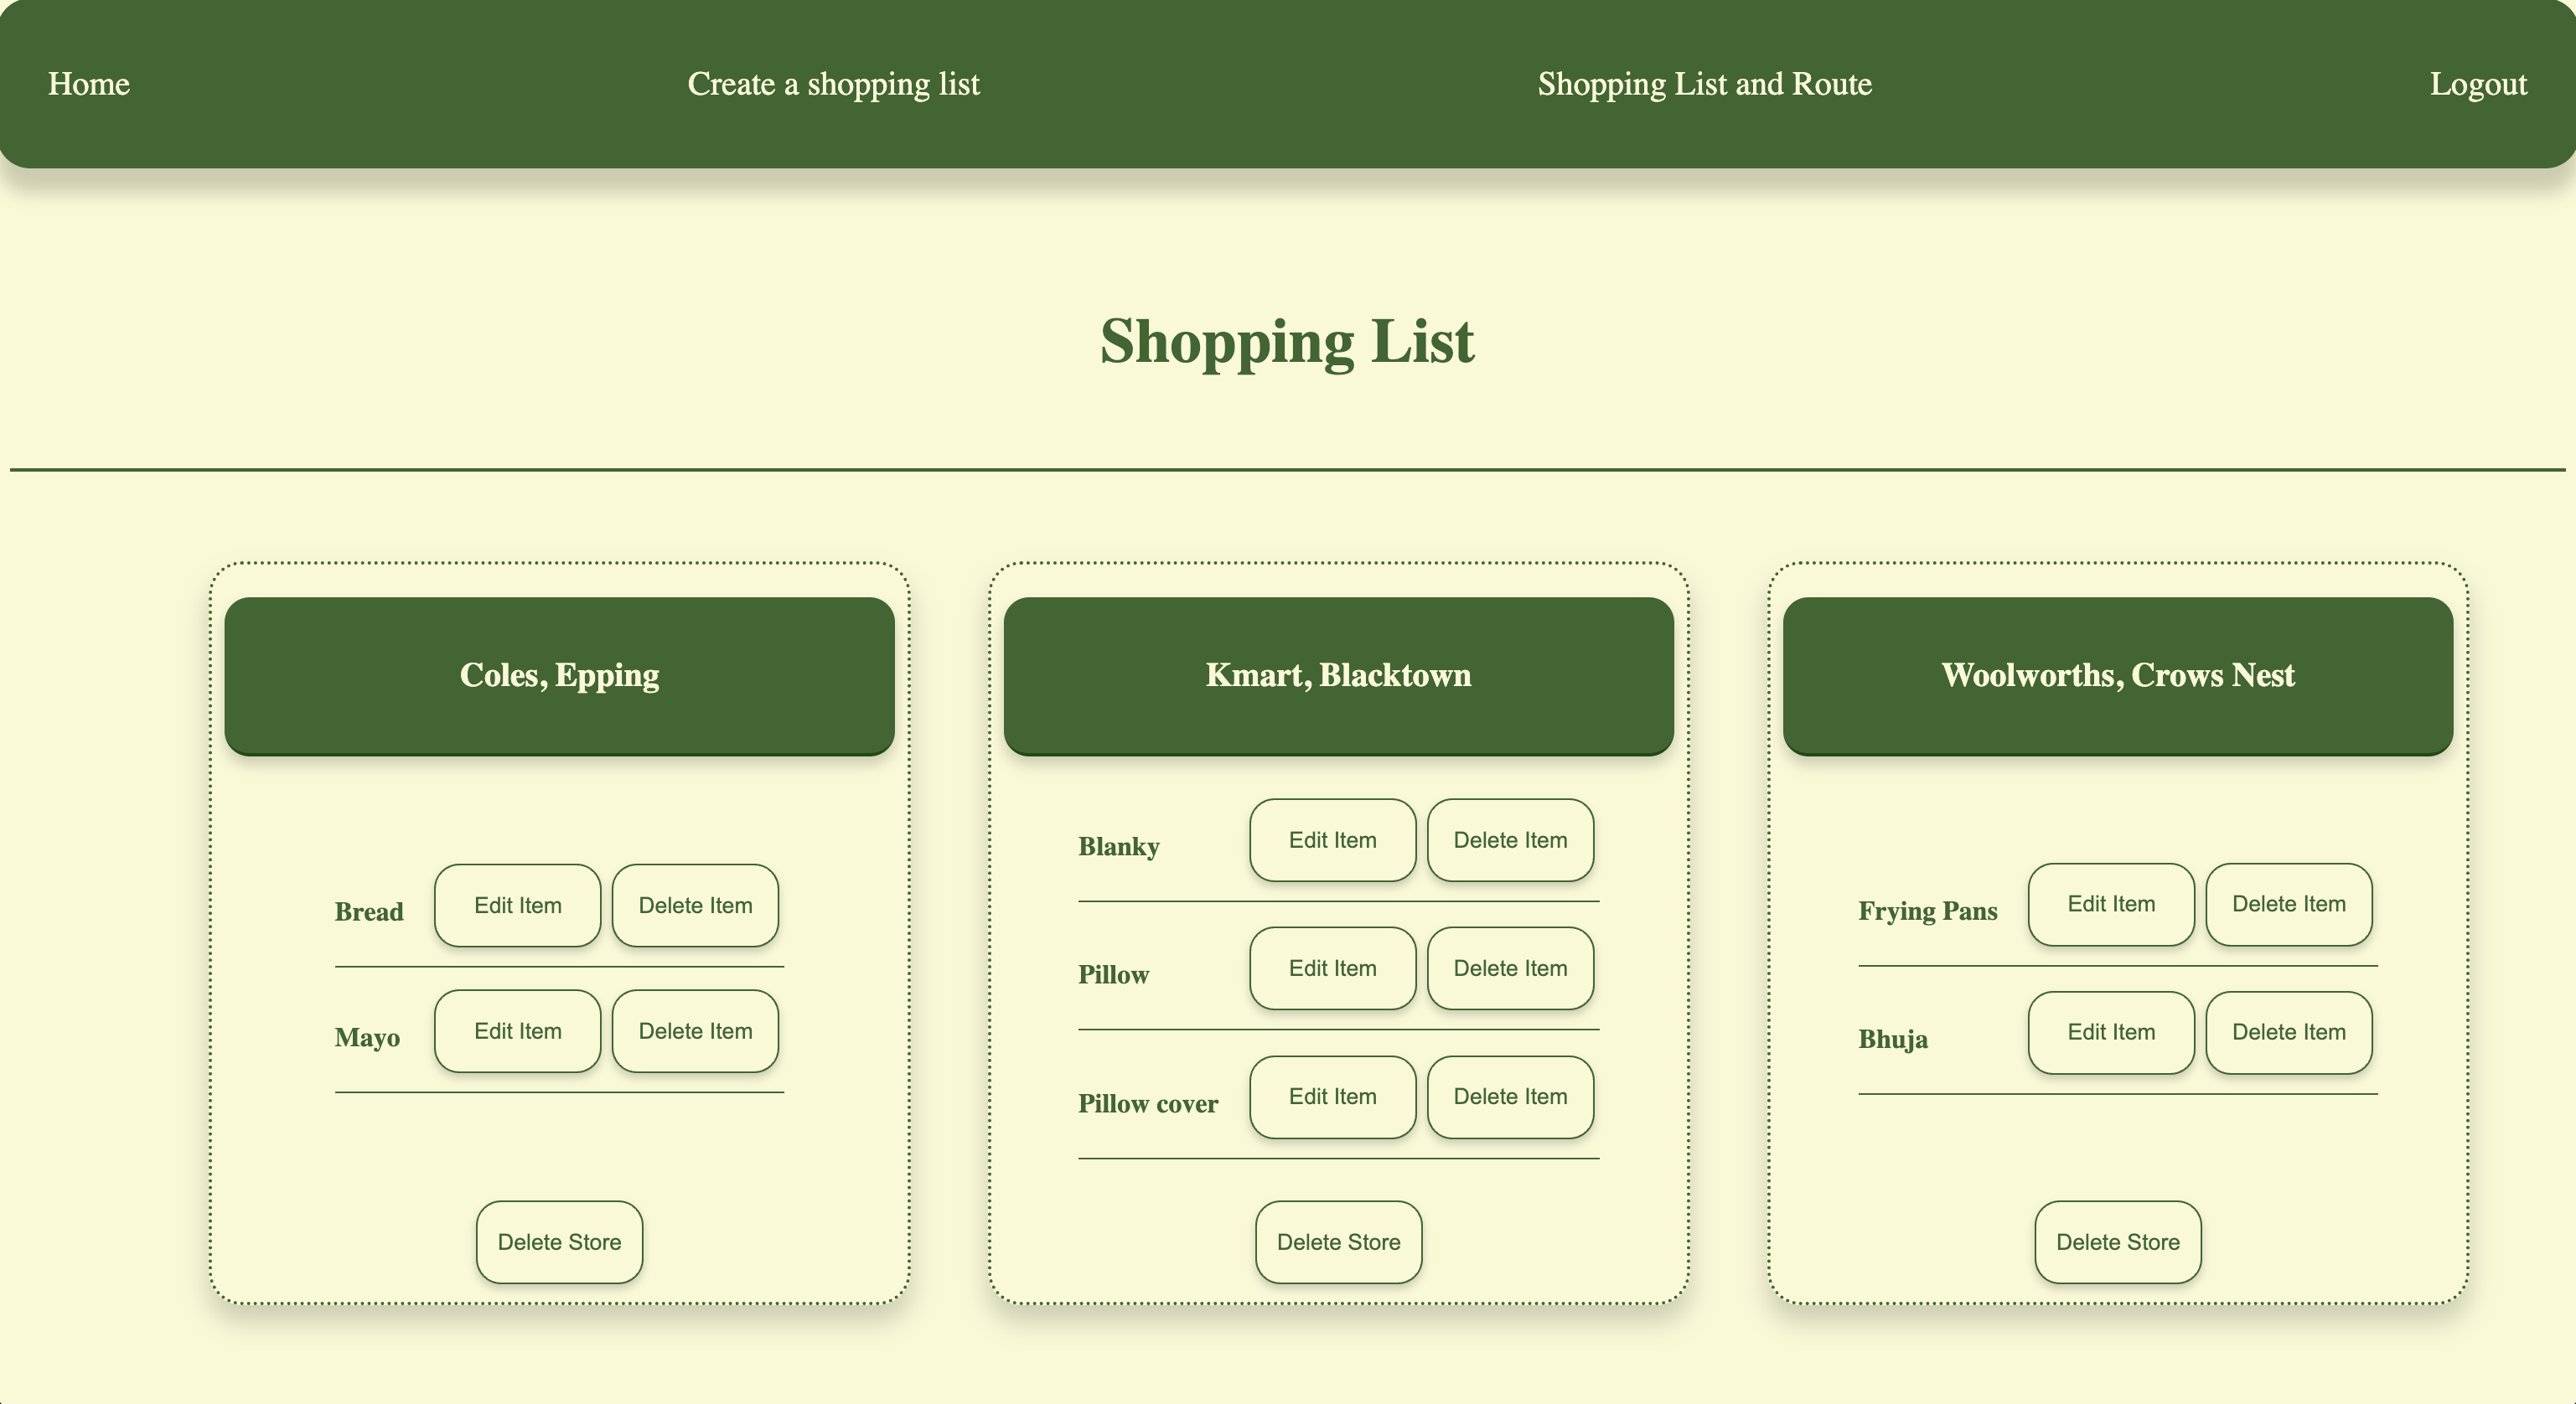 Home
Create a shopping list
Shopping List and Route
Logout
Shopping List
Coles, Epping
Bread Edit Item Delete Item
Mayo Edit Item Delete Item
Delete Store
Kmart, Blacktown
Blanky Edit Item Delete Item
Pillow Edit Item Delete Item
Pillow cover Edit Item Delete Item
Delete Store
Woolworths, Crows Nest
Frying Pans Edit Item Delete Item
Bhuja Edit Item Delete Item
Delete Store